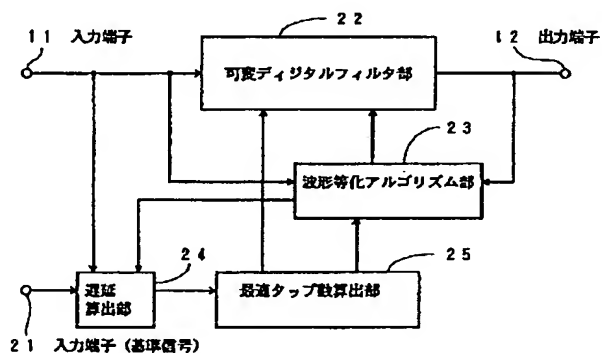 22
11 入力端子
12 出力端子
可変ディジタルフィルタ部
23
波形等化アルゴリズム部
24
25
遅延
算出部
最適タップ数算出部
21 入力端子(基準信号)